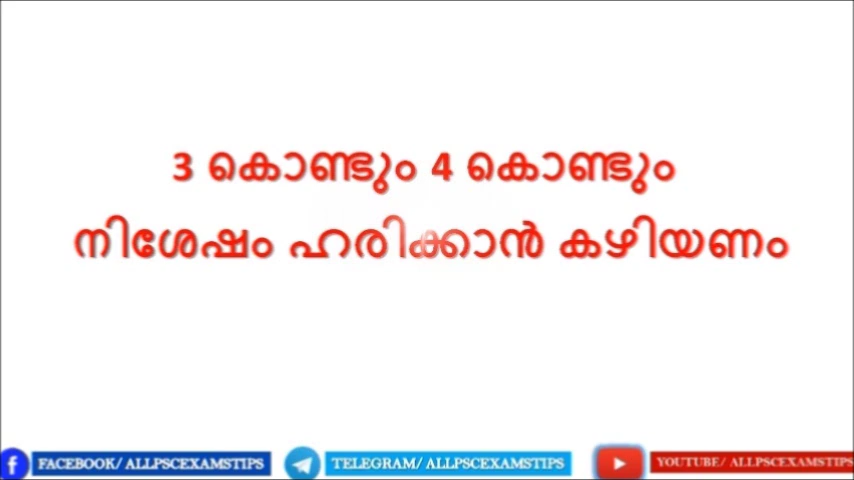 3 കൊണ്ടും 4 കൊണ്ടും
നിശേഷം ഹരിക്കാൻ കഴിയണം
FACEBOOK/ ALLPSCEXAMSTIPS TELEGRAM/ ALLPSCEXAMSTIPS YOUTUBE/ ALLPSCEXAMSTIPS